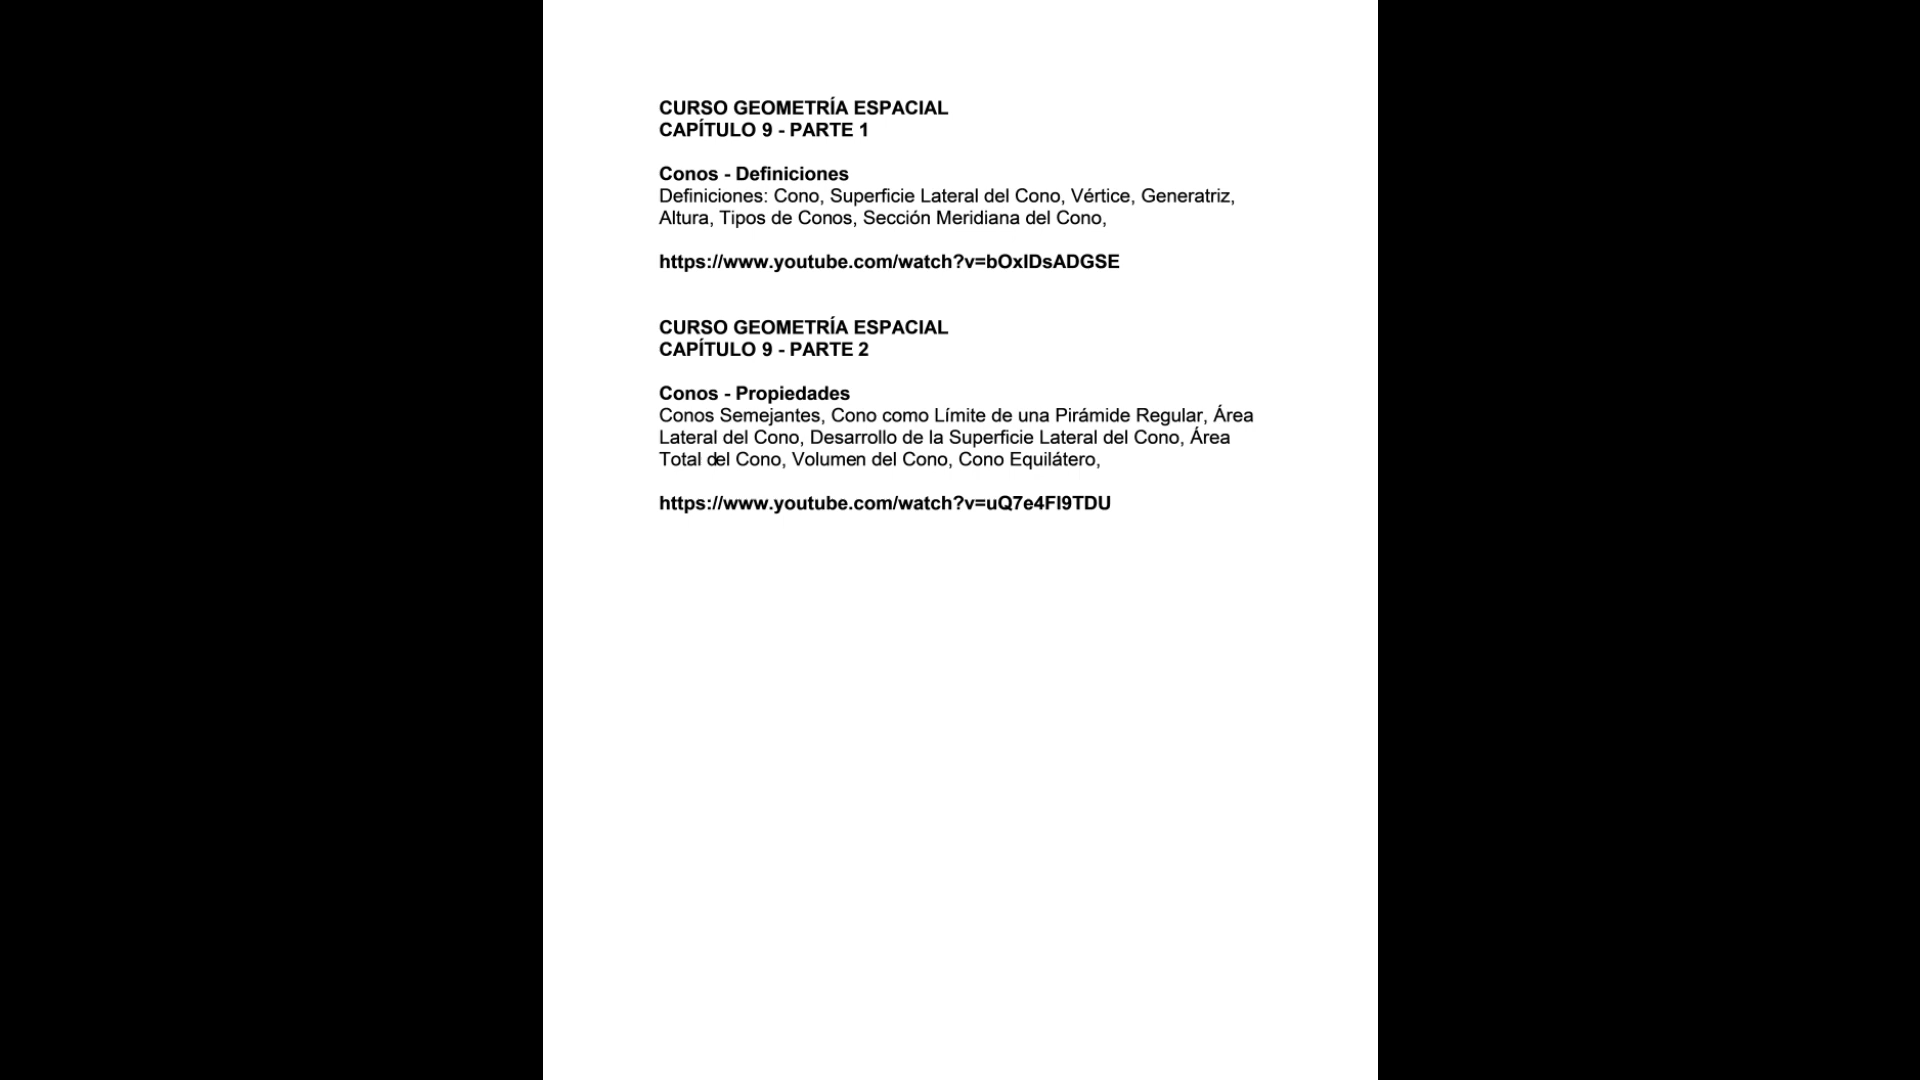 CURSO GEOMETRÍA ESPACIAL
CAPÍTULO 9 - PARTE 1
Conos - Definiciones
Definiciones: Cono, Superficie Lateral del Cono, Vértice, Generatriz,
Altura, Tipos de Conos, Sección Meridiana del Cono,
https://www.youtube.com/watch?v=bOxIDsADGSE
CURSO GEOMETRÍA ESPACIAL
CAPÍTULO 9 - PARTE 2
Conos - Propiedades
Conos Semejantes, Cono como Límite de una Pirámide Regular, Área
Lateral del Cono, Desarrollo de la Superficie Lateral del Cono, Área
Total del Cono, Volumen del Cono, Cono Equilátero,
https://www.youtube.com/watch?v=uQ7e4FI9TDU